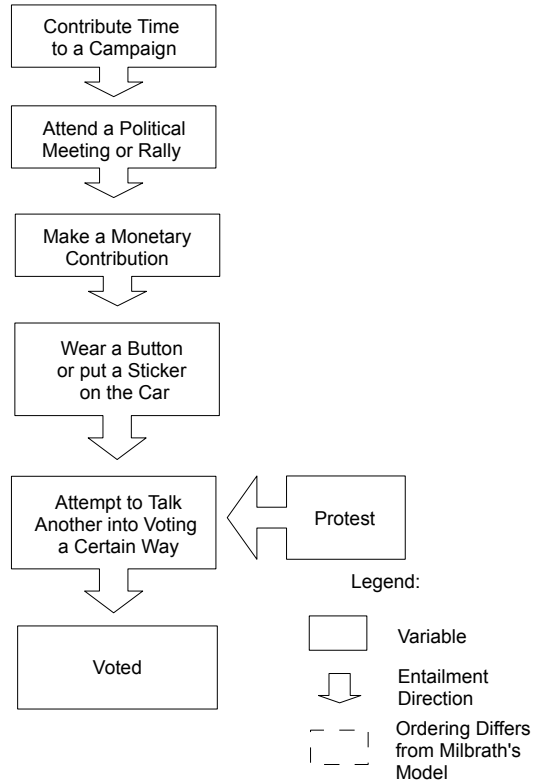 Contribute Time
to a Campaign
Attend a Political
Meeting or Rally
Make a Monetary
Contribution
Wear a Button
or put a Sticker
on the Car
Attempt to Talk
Another into Voting
a Certain Way
Protest
Voted
Legend:
Variable
Entailment
Direction
Ordering Differs
from Milbrath's
Model